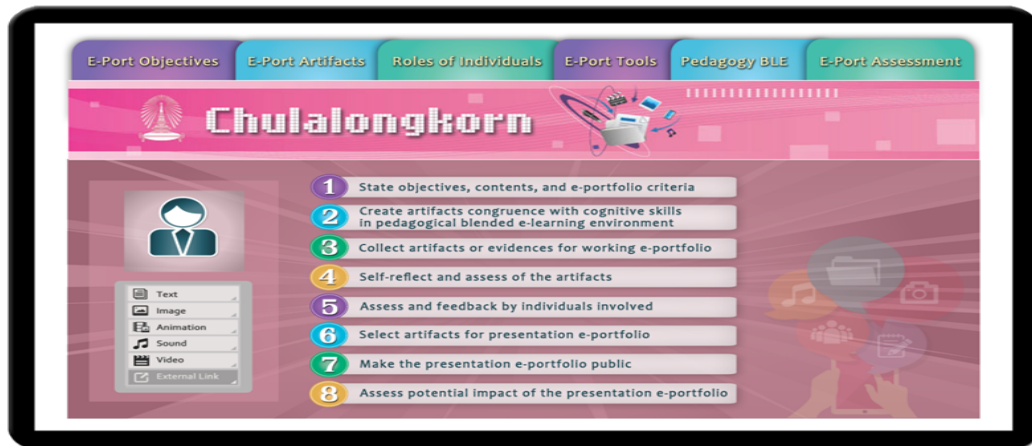 E-Port Objectives
E-Port Artifacts
Roles of Individuals
E-Port Tools
Pedagogy BLE
E-Port Assessment
Chulalongkorn
1 State objectives, contents, and e-portfolio criteria
2 Create artifacts congruence with cognitive skills
in pedagogical blended e-learning environment
3 Collect artifacts or evidences for working e-portfolio
4 Self-reflect and assess of the artifacts
5 Assess and feedback by individuals involved
6 Select artifacts for presentation e-portfolio
7 Make the presentation e-portfolio public
8 Assess potential impact of the presentation e-portfolio
Text
Image
Animation
Sound
Video
External Link